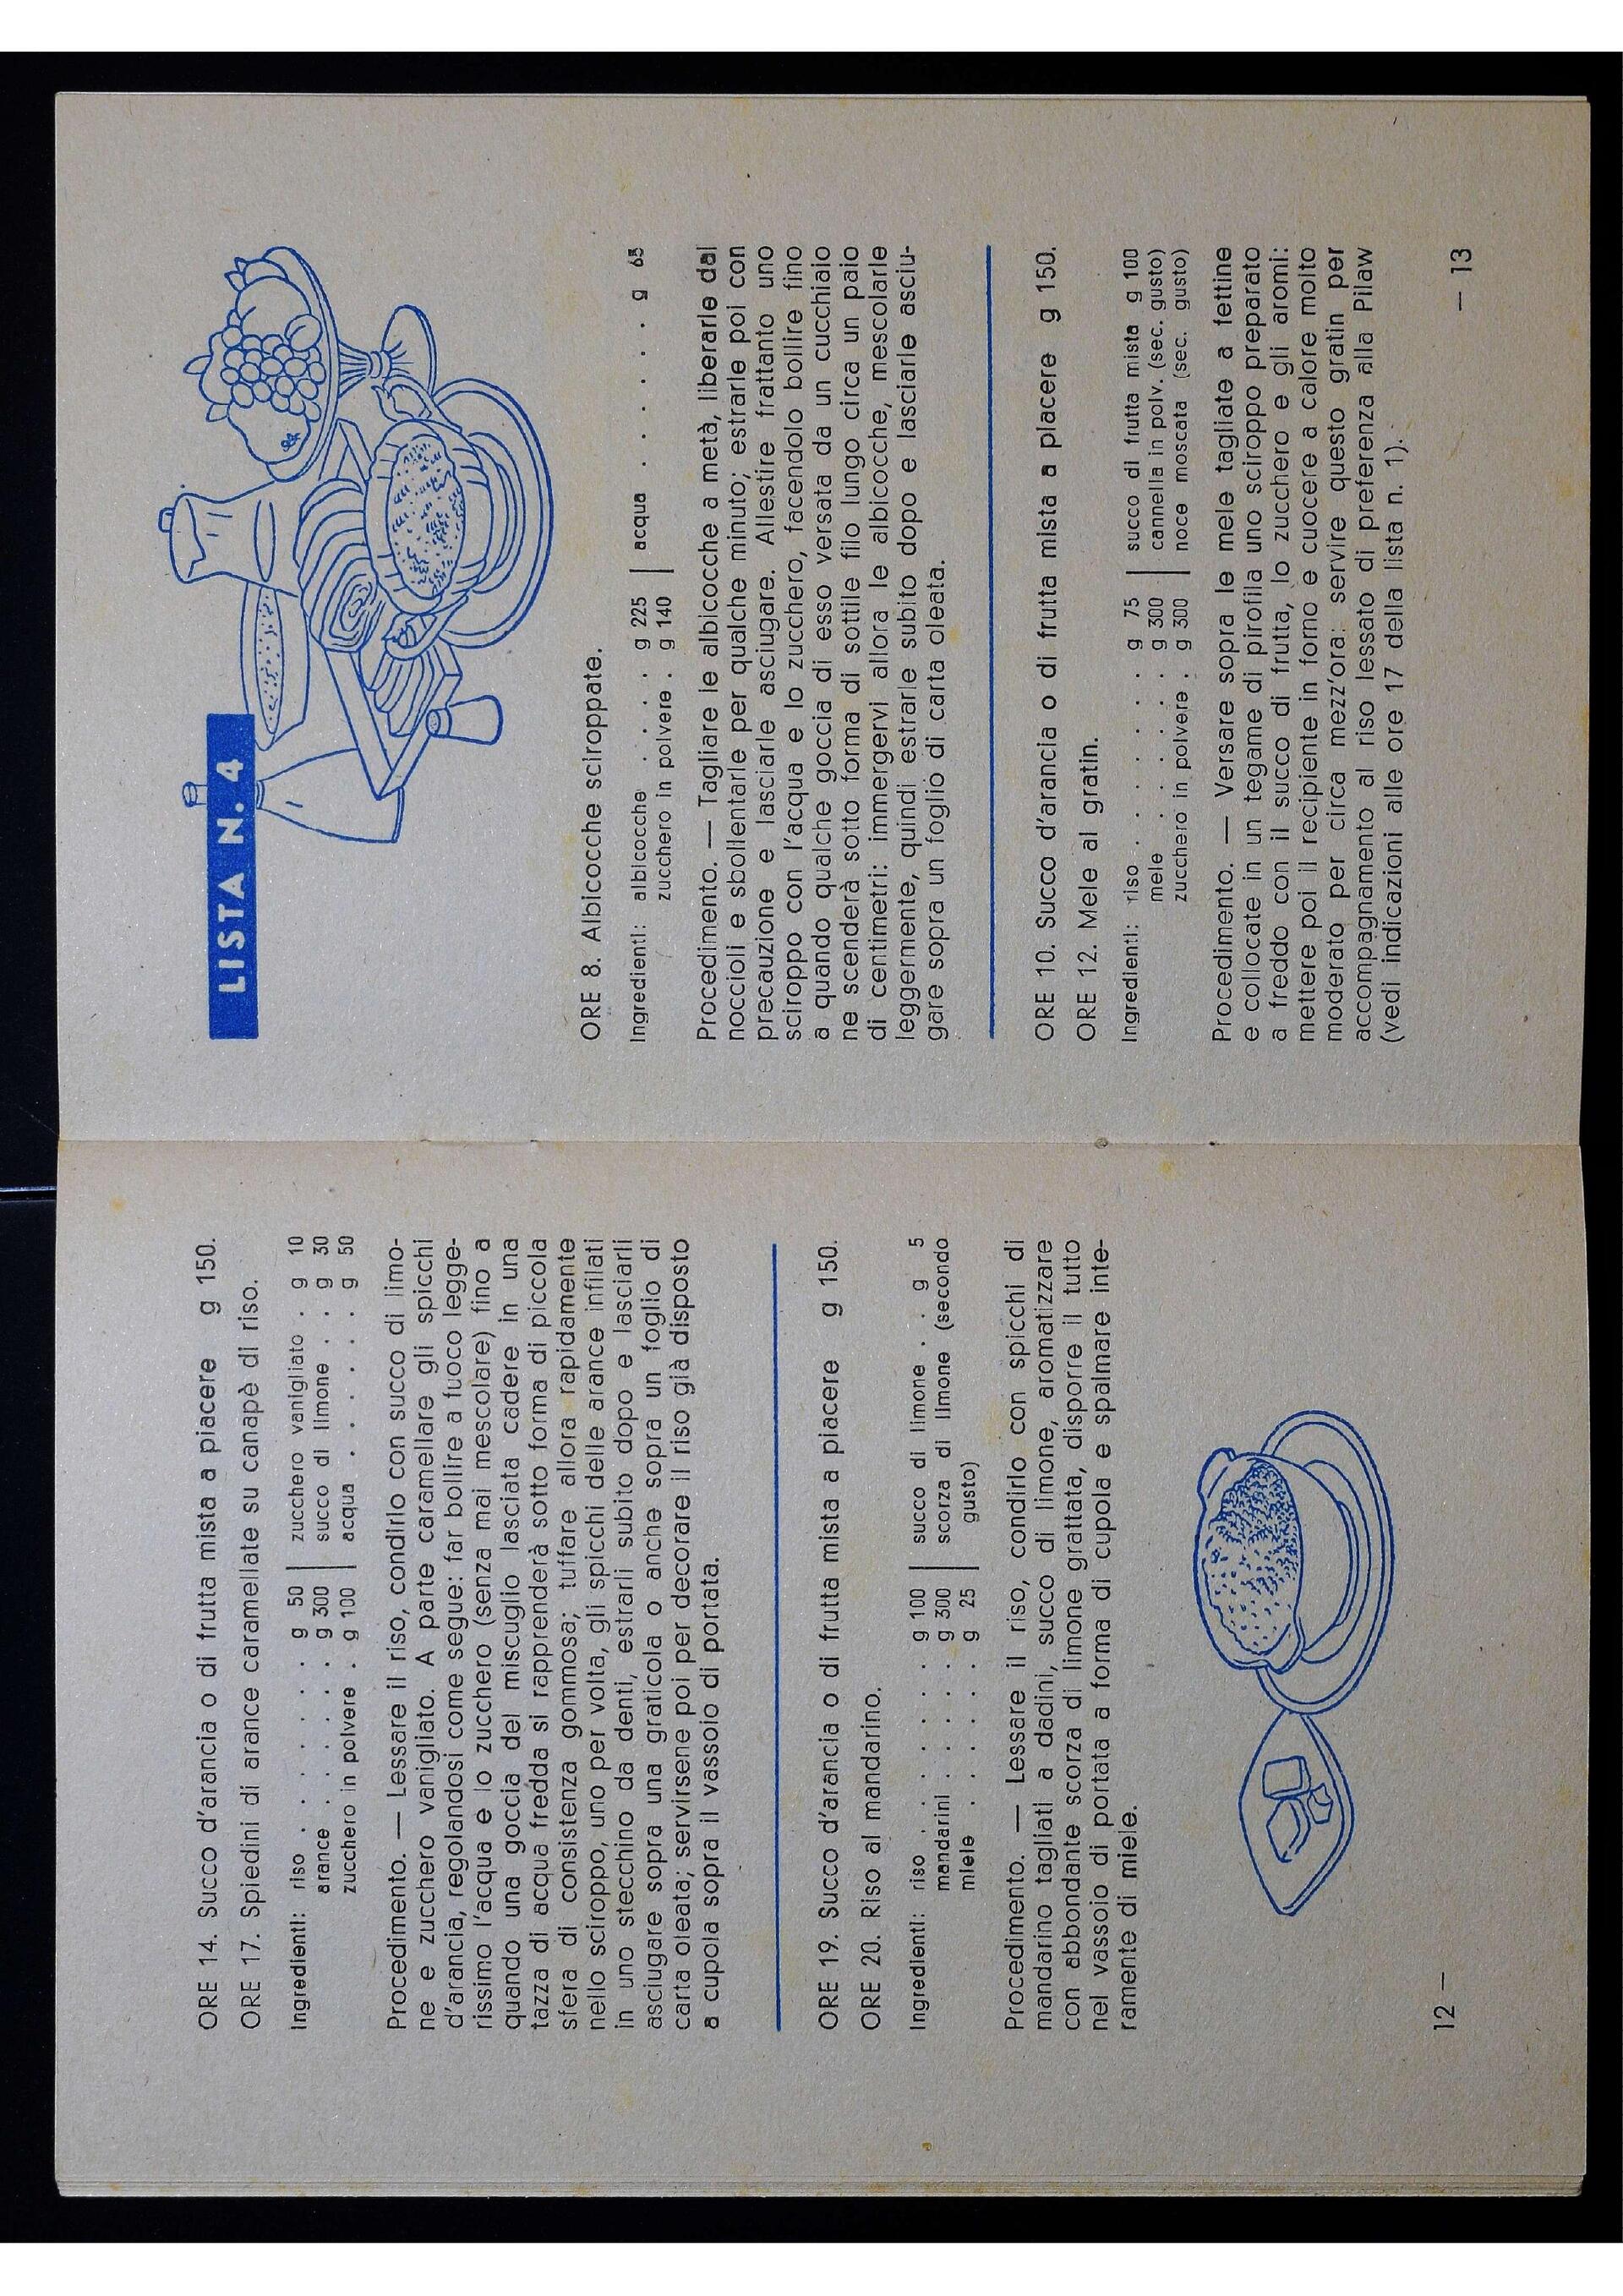 ORE 14. Succo d'arancia o di frutta mista a piacere g 150.
ORE 17. Spiedini di arance caramellate su canapè di riso.
Ingredienti: riso . . . . . . g 50 | zucchero vanigliato . g 10
arance . . . . . g 300 | succo di limone . . g 30
zucchero in polvere . g 100 | acqua . . . . . g 50
Procedimento. — Lessare il riso, condirlo con succo di limo-
ne e zucchero vanigliato. A parte caramellare gli spicchi
d'arancia, regolandosi come segue: far bollire a fuoco legge-
rissimo l'acqua e lo zucchero (senza mai mescolare) fino a
quando una goccia del miscuglio lasciata cadere in una
tazza di acqua fredda si rapprenderà sotto forma di piccola
sfera di consistenza gommosa; tuffare allora rapidamente
nello sciroppo, uno per volta, gli spicchi delle arance infilati
in uno stecchino da denti, estrarli subito dopo e lasciarli
asciugare sopra una graticola o anche sopra un foglio di
carta oleata; servirsene poi per decorare il riso già disposto
a cupola sopra il vassoio di portata.
ORE 19. Succo d'arancia o di frutta mista a piacere g 150.
ORE 20. Riso al mandarino.
Ingredienti: riso . . . . . . g 100 | succo di limone . . g 5
mandarini . . . . . g 300 | scorza di limone (secondo
miele . . . . . g 25 | gusto)
Procedimento. — Lessare il riso, condirlo con spicchi di
mandarino tagliati a dadini, succo di limone, aromatizzare
con abbondante scorza di limone grattata, disporre il tutto
nel vassoio di portata a forma di cupola e spalmare inte-
ramente di miele.
12 —
LISTA N. 4
ORE 8. Albicocche sciroppate.
Ingredienti: albicocche . . . . g 225 | acqua . . . . . . g 65
zucchero in polvere . g 140 |
Procedimento. — Tagliare le albicocche a metà, liberarle dal
noccioli e sbollentarle per qualche minuto; estrarle poi con
precauzione e lasciarle asciugare. Allestire frattanto uno
sciroppo con l'acqua e lo zucchero, facendolo bollire fino
a quando qualche goccia di esso versata da un cucchiaio
ne scenderà sotto forma di sottile filo lungo circa un paio
di centimetri: immergervi allora le albicocche, mescolarle
leggermente, quindi estrarle subito dopo e lasciarle asciu-
gare sopra un foglio di carta oleata.
ORE 10. Succo d'arancia o di frutta mista a placere g 150.
ORE 12. Mele al gratin.
Ingredienti: riso . . . . . . g 75 | succo di frutta mista g 100
mele . . . . . . g 300 | cannella in polv. (sec. gusto)
zucchero in polvere . g 300 | noce moscata (sec. gusto)
Procedimento. — Versare sopra le mele tagliate a fettine
e collocate in un tegame di pirofila uno sciroppo preparato
a freddo con il succo di frutta, lo zucchero e gli aromi:
mettere poi il recipiente in forno e cuocere a calore molto
moderato per circa mezz'ora: servire questo gratin per
accompagnamento al riso lessato di preferenza alla Pilaw
(vedi indicazioni alle ore 17 della lista n. 1).
— 13